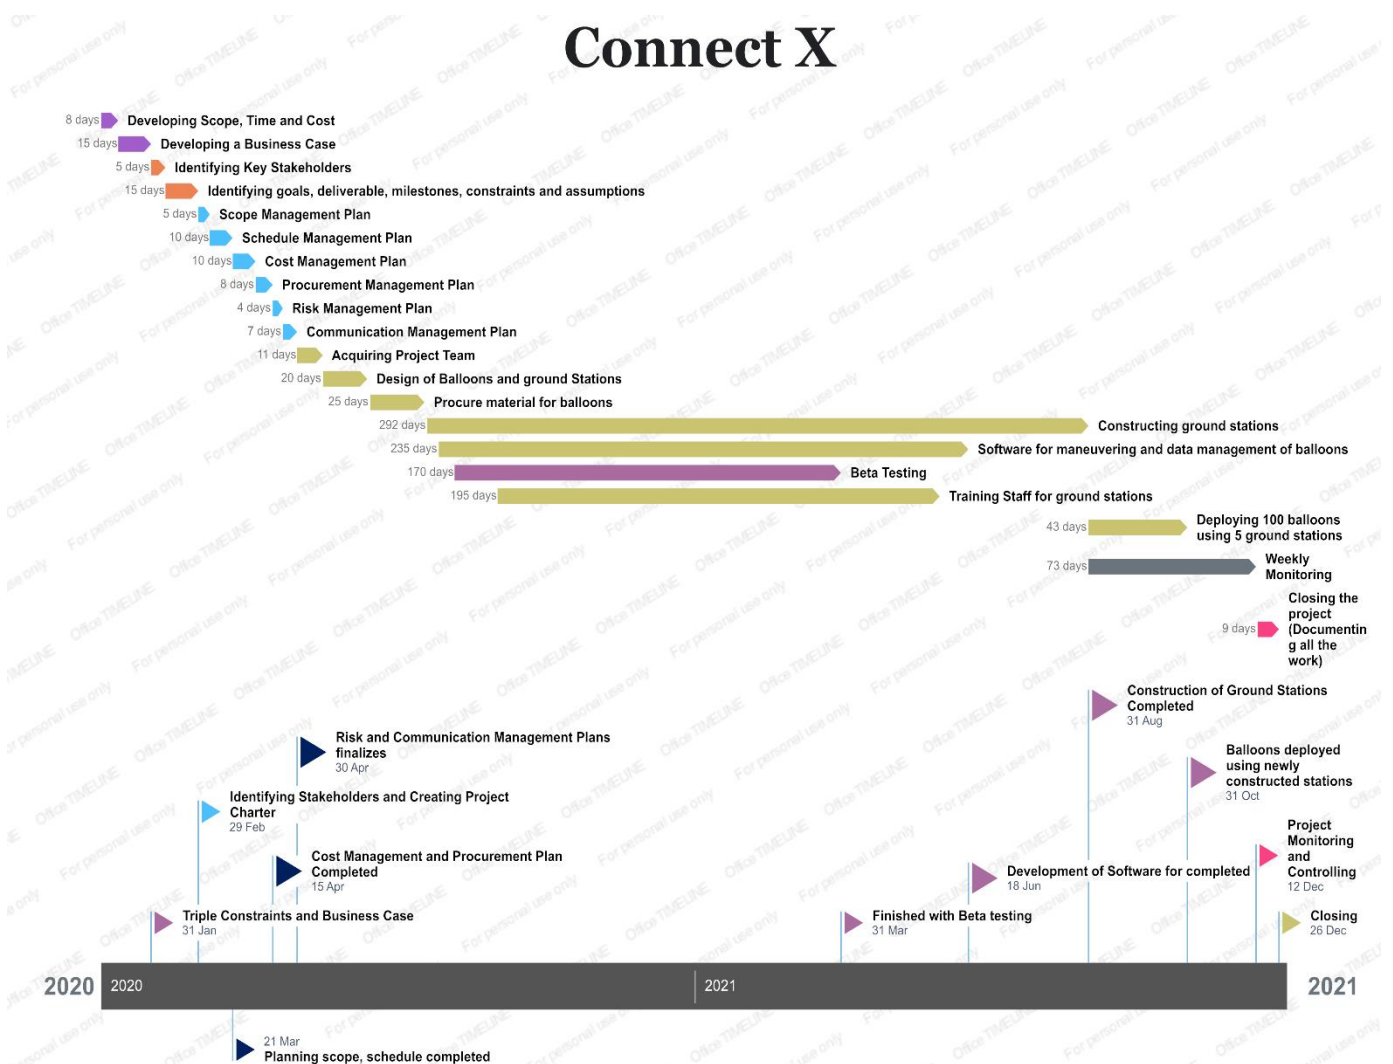 Connect X
8 days Developing Scope, Time and Cost
15 days Developing a Business Case
5 days Identifying Key Stakeholders
15 days Identifying goals, deliverable, milestones, constraints and assumptions
5 days Scope Management Plan
10 days Schedule Management Plan
10 days Cost Management Plan
8 days Procurement Management Plan
4 days Risk Management Plan
7 days Communication Management Plan
11 days Acquiring Project Team
20 days Design of Balloons and ground Stations
25 days Procure material for balloons
292 days Constructing ground stations
235 days Software for maneuvering and data management of balloons
170 days Beta Testing
195 days Training Staff for ground stations
43 days Deploying 100 balloons
using 5 ground stations
73 days Weekly
Monitoring
9 days Closing the
project
(Documentin
g all the
work)
Construction of Ground Stations
Completed
31 Aug
Risk and Communication Management Plans
finalizes
30 Apr
Balloons deployed
using newly
constructed stations
31 Oct
Identifying Stakeholders and Creating Project
Charter
29 Feb
Project
Monitoring
and
Controlling
12 Dec
Cost Management and Procurement Plan
Completed
15 Apr
Development of Software for completed
18 Jun
Triple Constraints and Business Case
31 Jan
Finished with Beta testing
31 Mar
Closing
26 Dec
2020 2020 2021 2021
21 Mar
Planning scope, schedule completed
Office TIMELINE
For personal use only